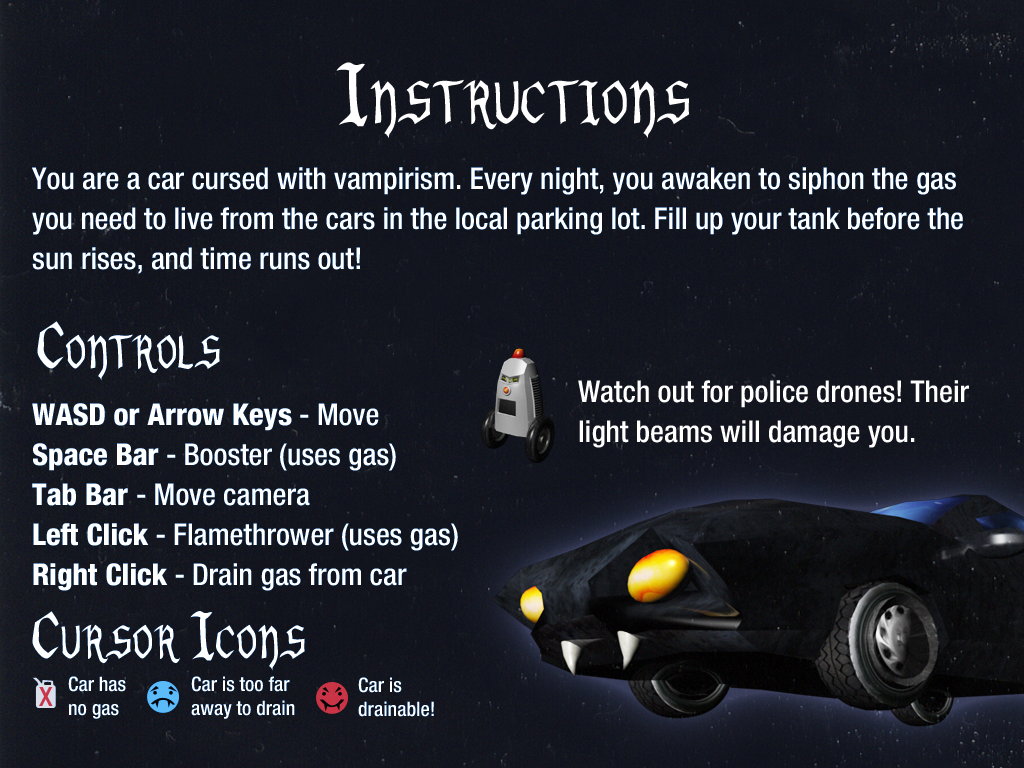 Instructions
You are a car cursed with vampirism. Every night, you awaken to siphon the gas
you need to live from the cars in the local parking lot. Fill up your tank before the
sun rises, and time runs out!
Controls
WASD or Arrow Keys - Move
Space Bar - Booster (uses gas)
Tab Bar - Move camera
Left Click - Flamethrower (uses gas)
Right Click - Drain gas from car
Watch out for police drones! Their
light beams will damage you.
Cursor Icons
Car has
no gas
Car is too far
away to drain
Car is
drainable!